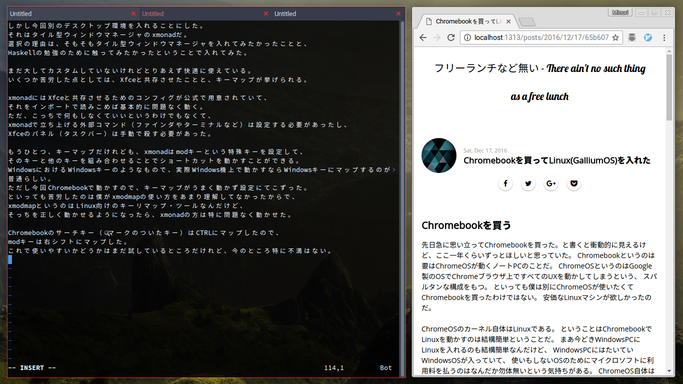 Untitled
Untitled
Untitled
しかし今回別のデスクトップ環境を入れることにした。
それはタイル型ウィンドウマネージャのxmonadだ。
選択の理由は、そもそもタイル型ウィンドウマネージャを入れてみたかったことと、
Haskellの勉強のために触ってみたかったということで入れてみた。
まだ大してカスタムしていないけれどとりあえず快適に使えている。
いくつか苦労した点としては、Xfceと共存させたことと、キーマップが挙げられる。
xmonadにはXfceと共存させるためのコンフィグが公式で用意されていて、
それをインポートで読みこめば基本的に問題なく動く。
ただ、こっちで何もしなくていいというわけでもなくて、
xmonadで立ち上げる外部コマンド（ファインダやターミナルなど）は設定する必要があったし、
Xfceのパネル（タスクバー）は手動で殺す必要があった。
もうひとつ、キーマップだけれども、xmonadはmodキーという特殊キーを設定して、
そのキーと他のキーを組み合わせることでショートカットを動かすことができる。
WindowsにおけるWindowsキーのようなもので、実際Windows機上で動かすならWindowsキーにマップするのが
普通らしい。
ただし今回Chromebookで動かすので、キーマップがうまく動かず設定にてこずった。
といっても苦労したのは僕がxmodmapの使い方をあまり理解してなかったからで、
xmodmapというのはLinux向けのキーリマップ・ツールなんだけど、
そっちを正しく動かせるようになったら、xmonadの方は特に問題なく動かせた。
Chromebookのサーチキー（🔍マークのついたキー）はCTRLにマップしたので、
modキーは右シフトにマップした。
これで使いやすいかどうかはまだ試しているところだけれど、今のところ特に不満はない。
-- INSERT --
114,1
Bot
Chromebookを買ってLi
localhost:1313/posts/2016/12/17/65b607
フリーランチなど無い - There ain't no such thing
as a free lunch
Sat, Dec 17, 2016
Chromebookを買ってLinux(GalliumOS)を入れた
Chromebookを買う
先日急に思い立ってChromebookを買った。と書くと衝動的に見えるけ
ど、ここ一年くらいずっとほしいと思っていた。 Chromebookというのは
要はChromeOSが動くノートPCのことだ。 ChromeOSというのはGoogle
製のOSでChromeブラウザ上ですべてのUXを動かしてしまうという、 スパ
ルタンな構成をもつ。 といっても僕は別にChromeOSが使いたくて
Chromebookを買ったわけではない。 安価なLinuxマシンが欲しかったの
だ。
ChromeOSのカーネル自体はLinuxである。 ということはChromebookで
Linuxを動かすのは結構簡単ということだ。 まあ今どきWindowsPCに
Linuxを入れるのも結構簡単なんだけど、 WindowsPCにはたいてい
WindowsOSが入っていて、 使いもしないOSのためにマイクロソフトに利
用料を払うのはなんだか勿体無いという気持ちがある。 ChromeOS自体は